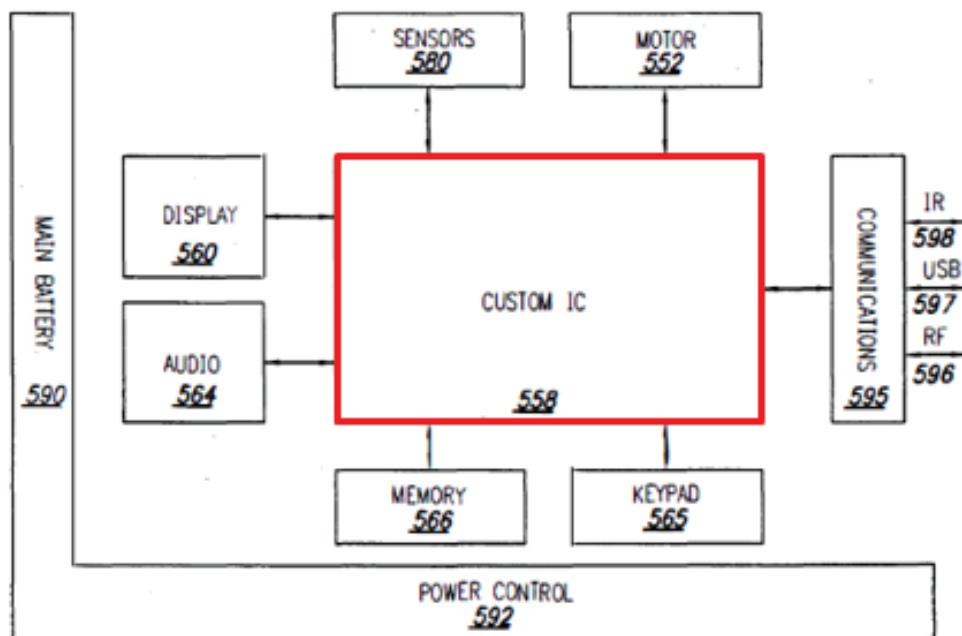 SENSORS
580
MOTOR
552
DISPLAY
560
AUDIO
564
CUSTOM IC
558
COMMUNICATIONS
595
IR
598
USB
597
RF
596
MEMORY
566
KEYPAD
565
MAIN BATTERY.
590
POWER CONTROL
592